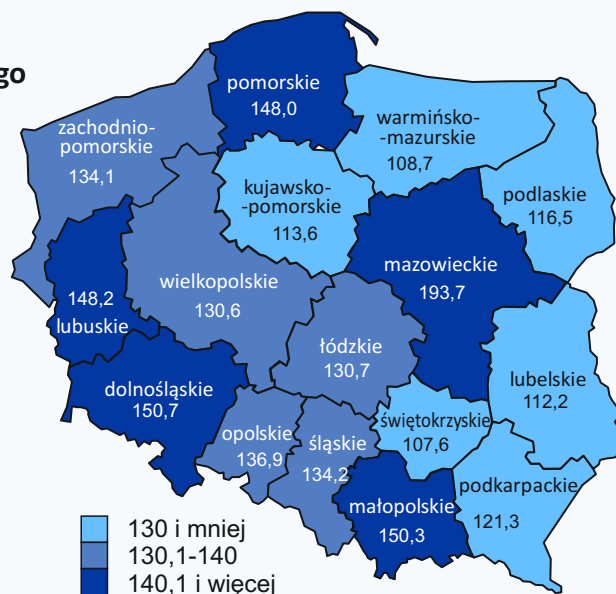 go
pomorskie
148,0
zachodnio-
pomorskie
134,1
warmińsko-
-mazurskie
108,7
kujawsko-
-pomorskie
113,6
podlaskie
116,5
mazowieckie
193,7
wielkopolskie
130,6
148,2
lubuskie
łódzkie
130,7
dolnośląskie
150,7
lubelskie
112,2
opolskie
136,9
śląskie
134,2
świętokrzyskie
107,6
małopolskie
150,3
podkarpackie
121,3
130 i mniej
130,1-140
140,1 i więcej